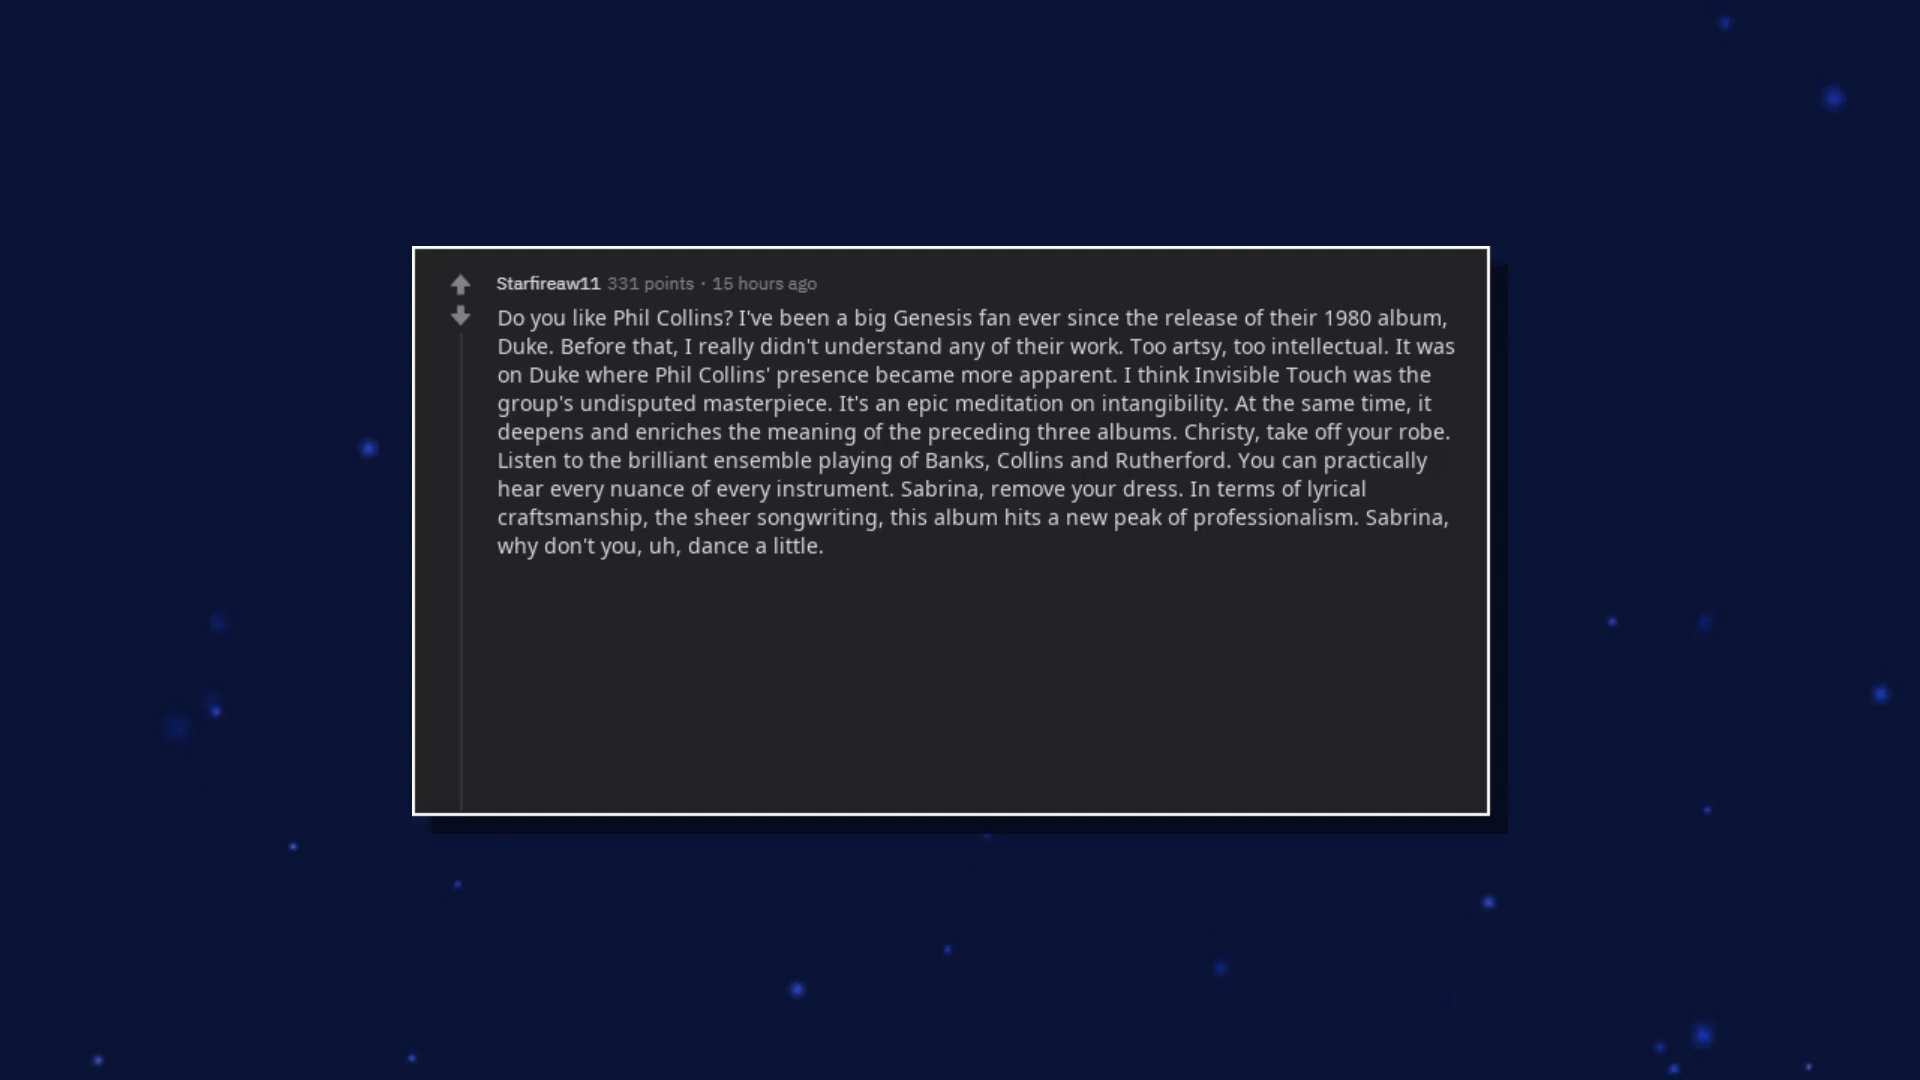 Starfireaw11 331 points · 15 hours ago
Do you like Phil Collins? I've been a big Genesis fan ever since the release of their 1980 album,
Duke. Before that, I really didn't understand any of their work. Too artsy, too intellectual. It was
on Duke where Phil Collins' presence became more apparent. I think Invisible Touch was the
group's undisputed masterpiece. It's an epic meditation on intangibility. At the same time, it
deepens and enriches the meaning of the preceding three albums. Christy, take off your robe.
Listen to the brilliant ensemble playing of Banks, Collins and Rutherford. You can practically
hear every nuance of every instrument. Sabrina, remove your dress. In terms of lyrical
craftsmanship, the sheer songwriting, this album hits a new peak of professionalism. Sabrina,
why don't you, uh, dance a little.